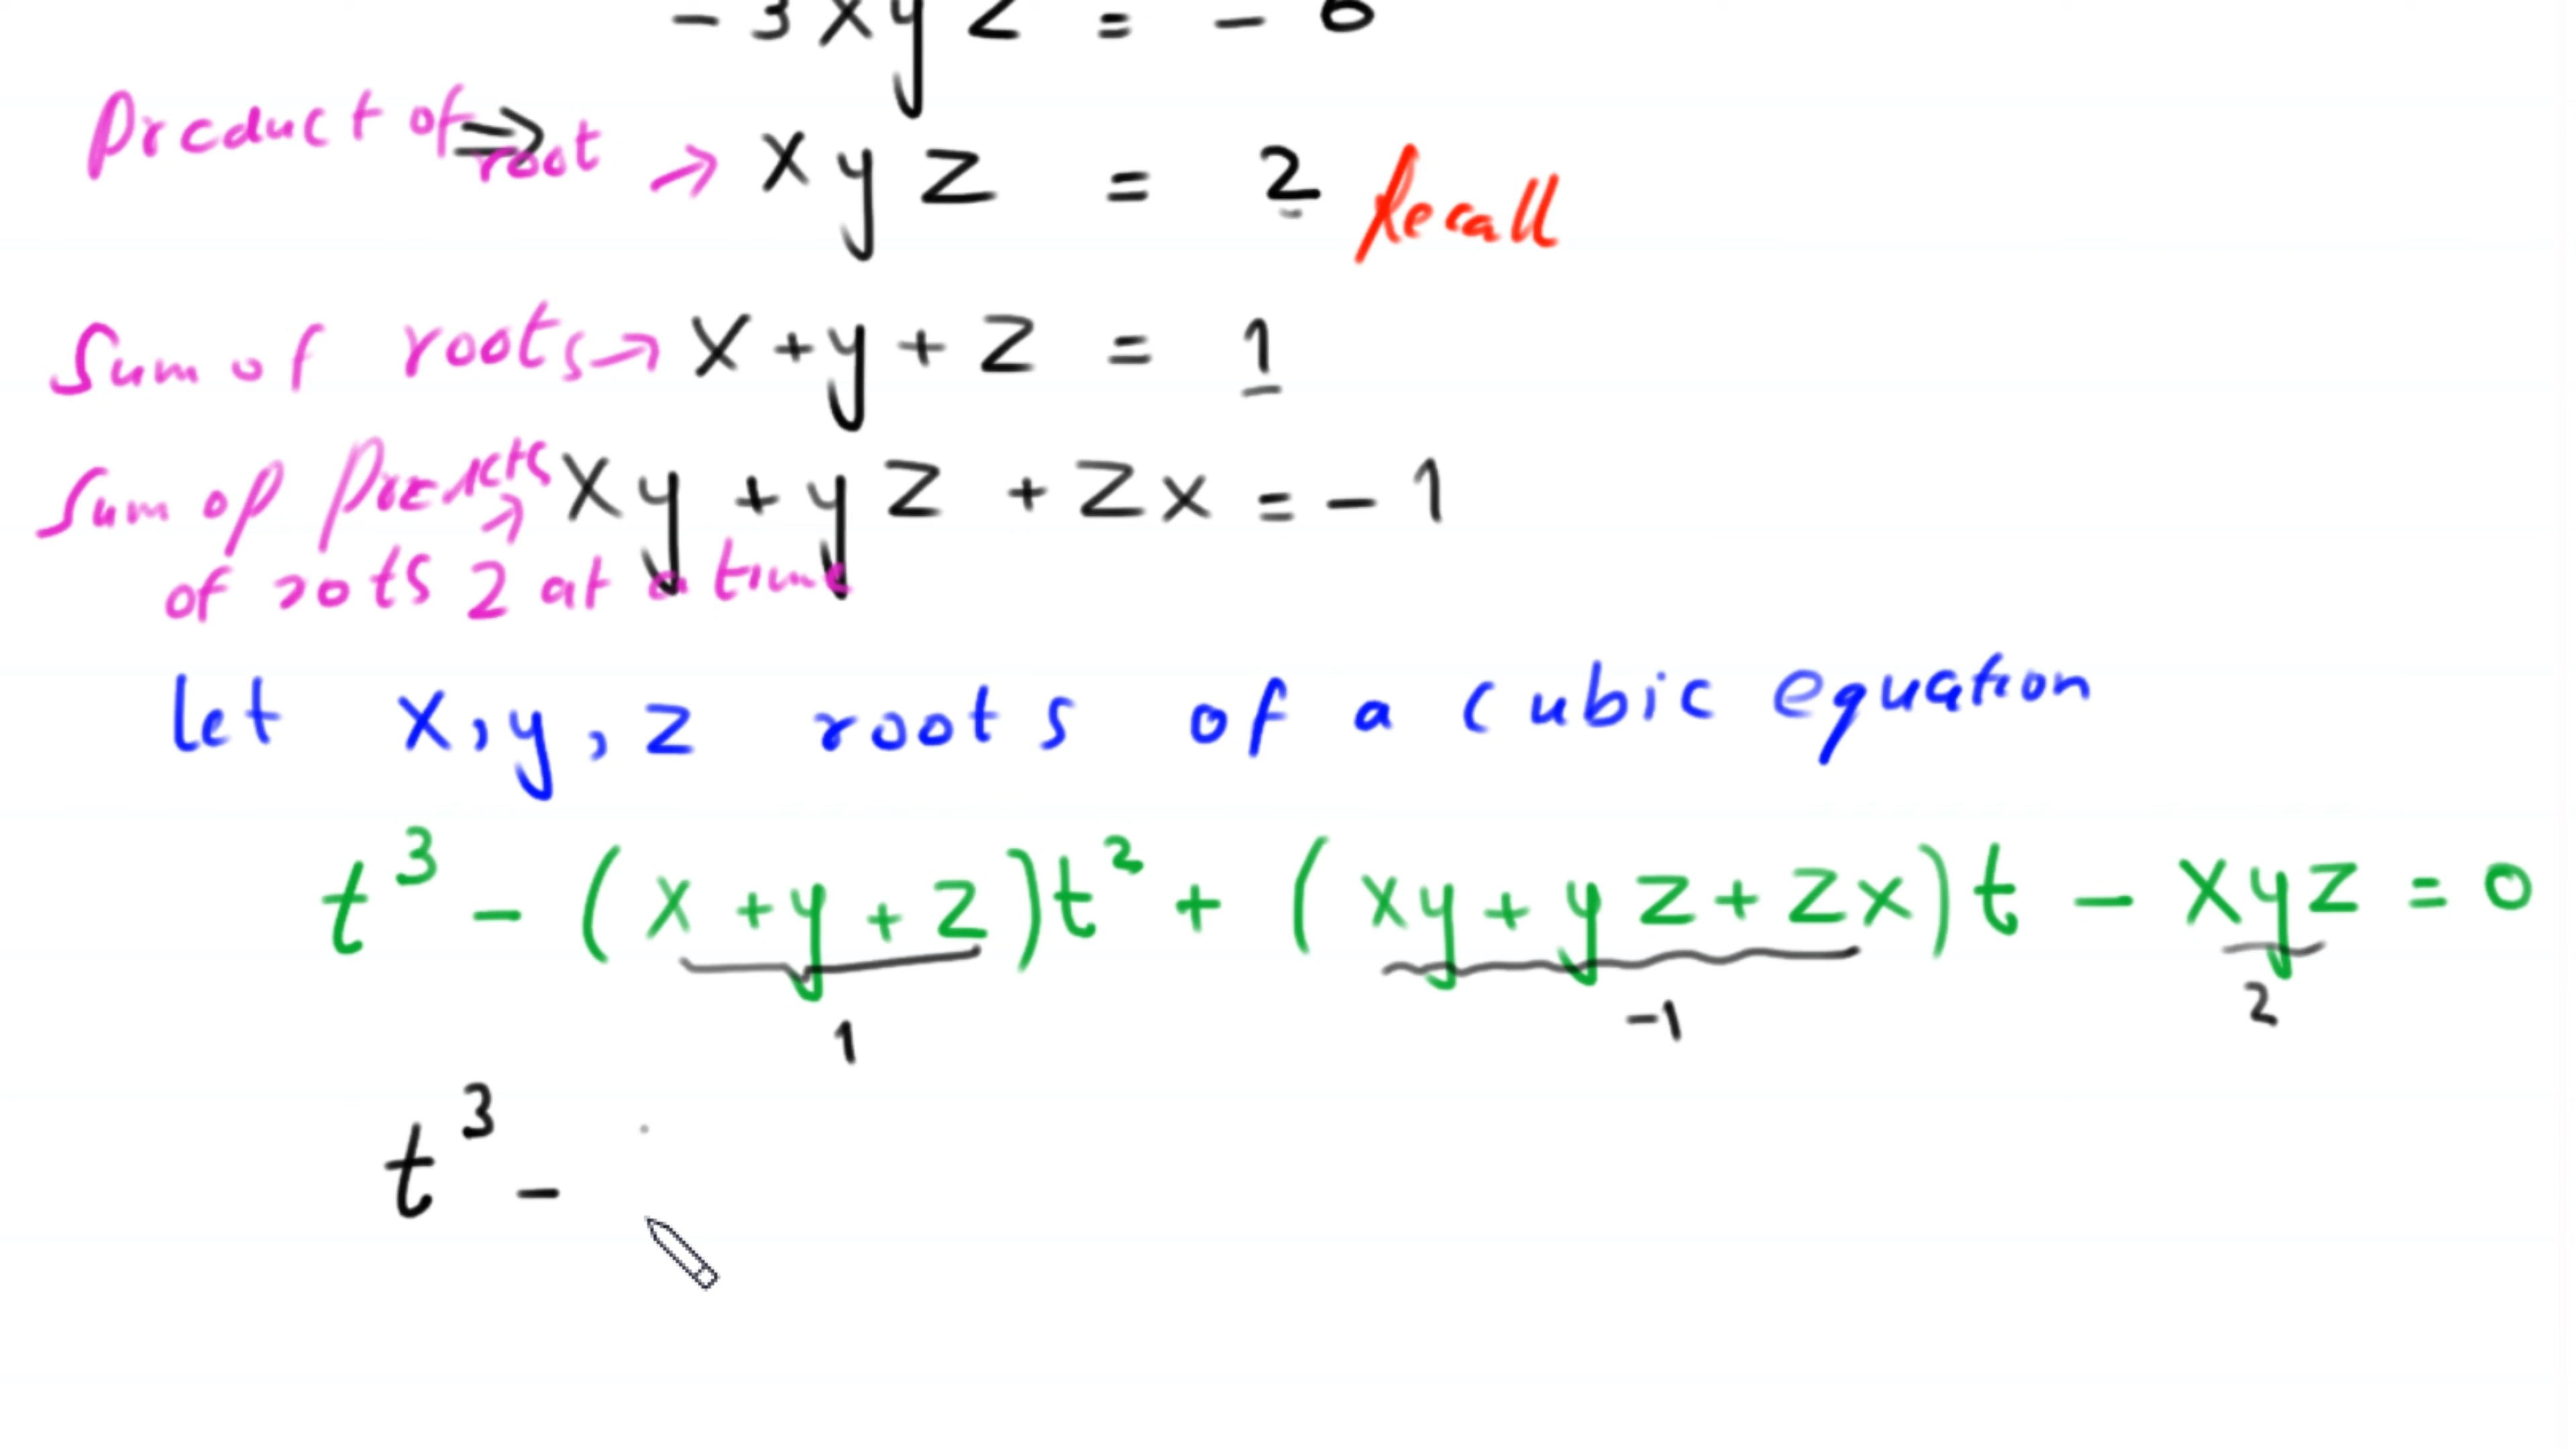 - 3xyz = - 6
Product of root → ⇒ xyz = 2 Recall
Sum of roots → x + y + z = 1
Sum of → xy + yz + zx = - 1
of rots 2 at a time
let x, y, z roots of a cubic equation
t³ - (x + y + z)t² + (xy + yz + zx)t - xyz = 0
1 -1 2
t³ -